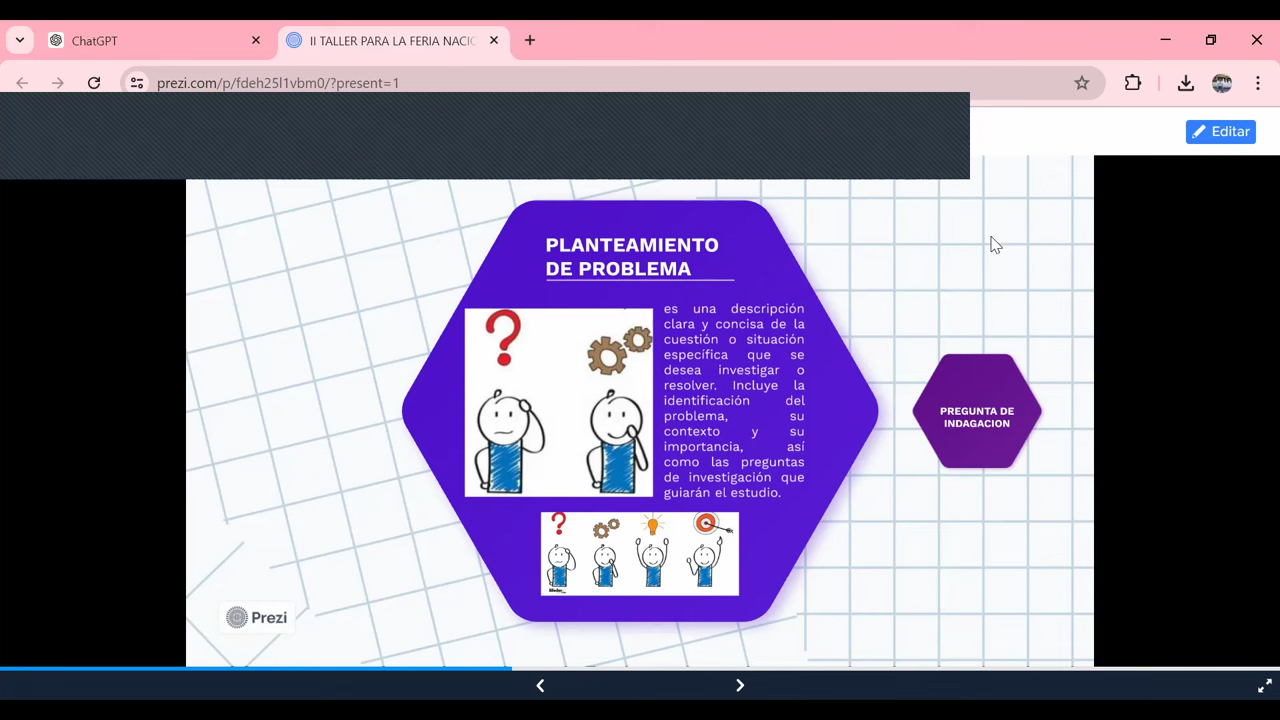 ChatGPT
II TALLER PARA LA FERIA NACIO
prezi.com/p/fdeh25l1vbm0/?present=1
Editar
PLANTEAMIENTO
DE PROBLEMA
es una descripción
clara y concisa de la
cuestión o situación
específica que se
desea investigar o
resolver. Incluye la
identificación del
problema, su
contexto y su
importancia, así
como las preguntas
de investigación que
guiarán el estudio.
PREGUNTA DE
INDAGACION
Prezi